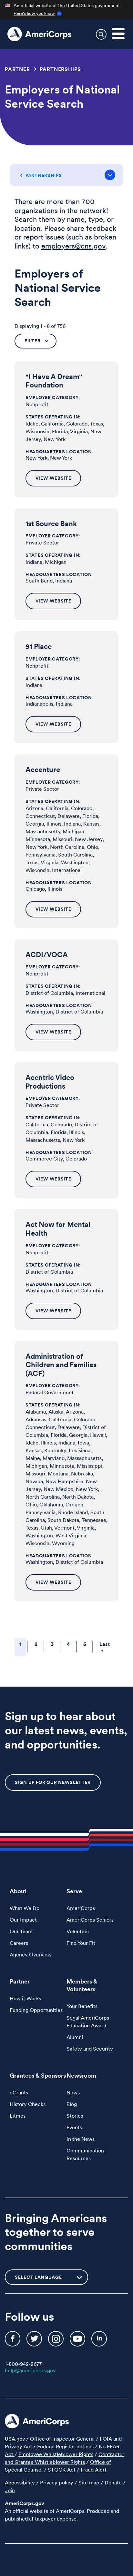 An official website of the United States government
Here's how you know
AmeriCorps
PARTNER > PARTNERSHIPS
Employers of National
Service Search
< PARTNERSHIPS
There are more than 700
organizations in the network!
Search them by name, type, or
location. Please share feedback
or report issues (such as broken
links) to employers@cns.gov.
Employers of
National Service
Search
Displaying 1 - 8 of 756
FILTER
"I Have A Dream"
Foundation
EMPLOYER CATEGORY:
Nonprofit
STATES OPERATING IN:
Idaho, California, Colorado, Texas,
Wisconsin, Florida, Virginia, New
Jersey, New York
HEADQUARTERS LOCATION
New York, New York
VIEW WEBSITE
1st Source Bank
EMPLOYER CATEGORY:
Private Sector
STATES OPERATING IN:
Indiana, Michigan
HEADQUARTERS LOCATION
South Bend, Indiana
VIEW WEBSITE
91 Place
EMPLOYER CATEGORY:
Nonprofit
STATES OPERATING IN:
Indiana
HEADQUARTERS LOCATION
Indianapolis, Indiana
VIEW WEBSITE
Accenture
EMPLOYER CATEGORY:
Private Sector
STATES OPERATING IN:
Arizona, California, Colorado,
Connecticut, Delaware, Florida,
Georgia, Illinois, Indiana, Kansas,
Massachusetts, Michigan,
Minnesota, Missouri, New Jersey,
New York, North Carolina, Ohio,
Pennsylvania, South Carolina,
Texas, Virginia, Washington,
Wisconsin, International
HEADQUARTERS LOCATION
Chicago, Illinois
VIEW WEBSITE
ACDI/VOCA
EMPLOYER CATEGORY:
Nonprofit
STATES OPERATING IN:
District of Columbia, International
HEADQUARTERS LOCATION
Washington, District of Columbia
VIEW WEBSITE
Acentric Video
Productions
EMPLOYER CATEGORY:
Private Sector
STATES OPERATING IN:
California, Colorado, District of
Columbia, Florida, Illinois,
Massachusetts, New York
HEADQUARTERS LOCATION
Commerce City, Colorado
VIEW WEBSITE
Act Now for Mental
Health
EMPLOYER CATEGORY:
Nonprofit
STATES OPERATING IN:
District of Columbia
HEADQUARTERS LOCATION
Washington, District of Columbia
VIEW WEBSITE
Administration of
Children and Families
(ACF)
EMPLOYER CATEGORY:
Federal Government
STATES OPERATING IN:
Alabama, Alaska, Arizona,
Arkansas, California, Colorado,
Connecticut, Delaware, District of
Columbia, Florida, Georgia, Hawaii,
Idaho, Illinois, Indiana, Iowa,
Kansas, Kentucky, Louisiana,
Maine, Maryland, Massachusetts,
Michigan, Minnesota, Mississippi,
Missouri, Montana, Nebraska,
Nevada, New Hampshire, New
Jersey, New Mexico, New York,
North Carolina, North Dakota,
Ohio, Oklahoma, Oregon,
Pennsylvania, Rhode Island, South
Carolina, South Dakota, Tennessee,
Texas, Utah, Vermont, Virginia,
Washington, West Virginia,
Wisconsin, Wyoming
HEADQUARTERS LOCATION
Washington, District of Columbia
VIEW WEBSITE
1 2 3 4 5 Last
»
Sign up to hear about
our latest news, events,
and opportunities.
SIGN UP FOR OUR NEWSLETTER
About
What We Do
Our Impact
Our Team
Careers
Agency Overview
Serve
AmeriCorps
AmeriCorps Seniors
Volunteer
Find Your Fit
Partner
How it Works
Funding Opportunities
Members &
Volunteers
Your Benefits
Segal AmeriCorps
Education Award
Alumni
Safety and Security
Grants & Sponsors
eGrants
History Checks
Litmos
Newsroom
News
Blog
Stories
Events
In the News
Communication
Resources
Bringing Americans
together to serve
communities
SELECT LANGUAGE
Follow us
1-800-942-2677
help@americorps.gov
AmeriCorps
USA.gov / Office of Inspector General / FOIA and
Privacy Act / Federal Register notices / No FEAR
Act / Employee Whistleblower Rights / Contractor
and Grantee Whistleblower Rights / Office of
Special Counsel / STOCK Act / Fraud Alert
Accessibility / Privacy policy / Site map / Donate /
Join
AmeriCorps.gov
An official website of AmeriCorps. Produced and
published at taxpayer expense.